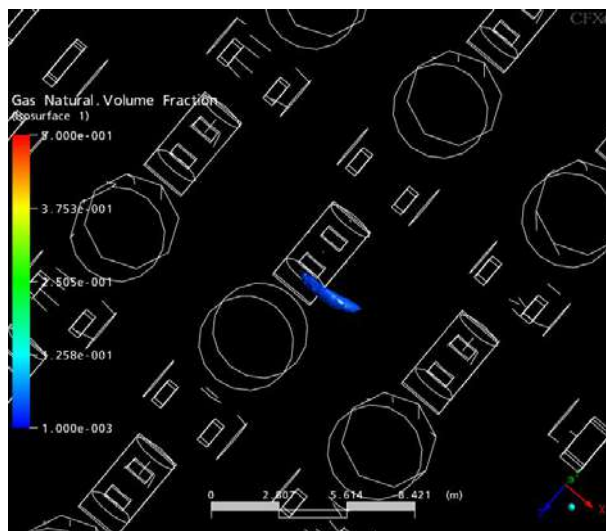 CFX
Gas Natural.Volume Fraction
(Isosurface 1)
5.000e-001
3.753e-001
2.505e-001
1.258e-001
1.000e-003
0 2.807 5.614 8.421 (m)
X